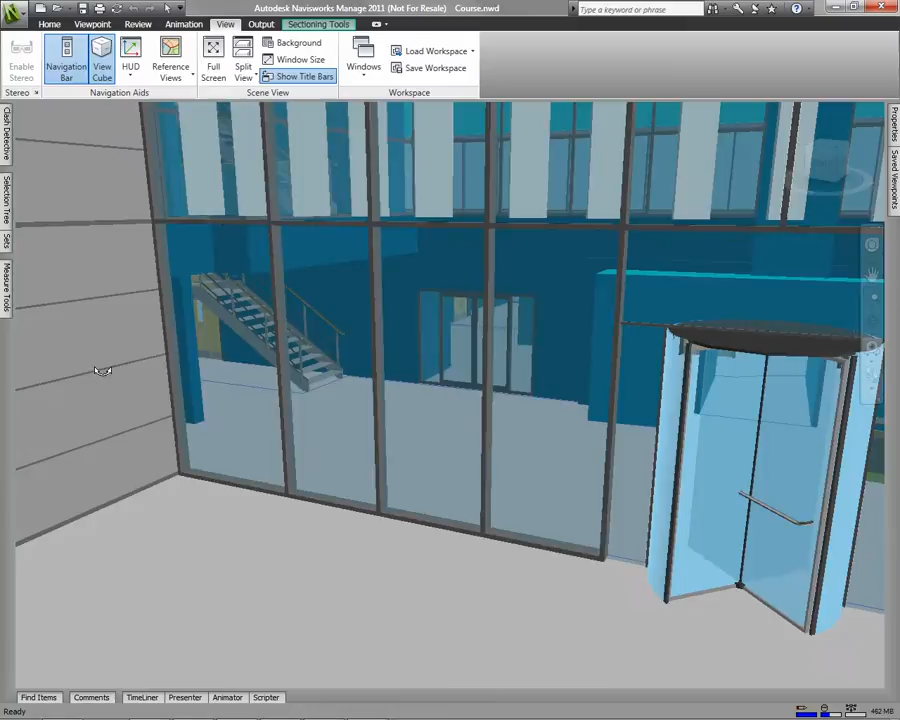 Autodesk Navisworks Manage 2011 (Not For Resale)    Course.nwd
Type a keyword or phrase
Home Viewpoint Review Animation View Output Sectioning Tools
Enable Stereo
Navigation Bar
View Cube
HUD
Reference Views
Full Screen
Split View
Background
Window Size
Show Title Bars
Windows
Load Workspace
Save Workspace
Stereo
Navigation Aids
Scene View
Workspace
Clash Detective
Selection Tree
Sets
Measure Tools
Properties
Saved Viewpoints
Find Items Comments TimeLiner Presenter Animator Scripter
Ready
462 MB